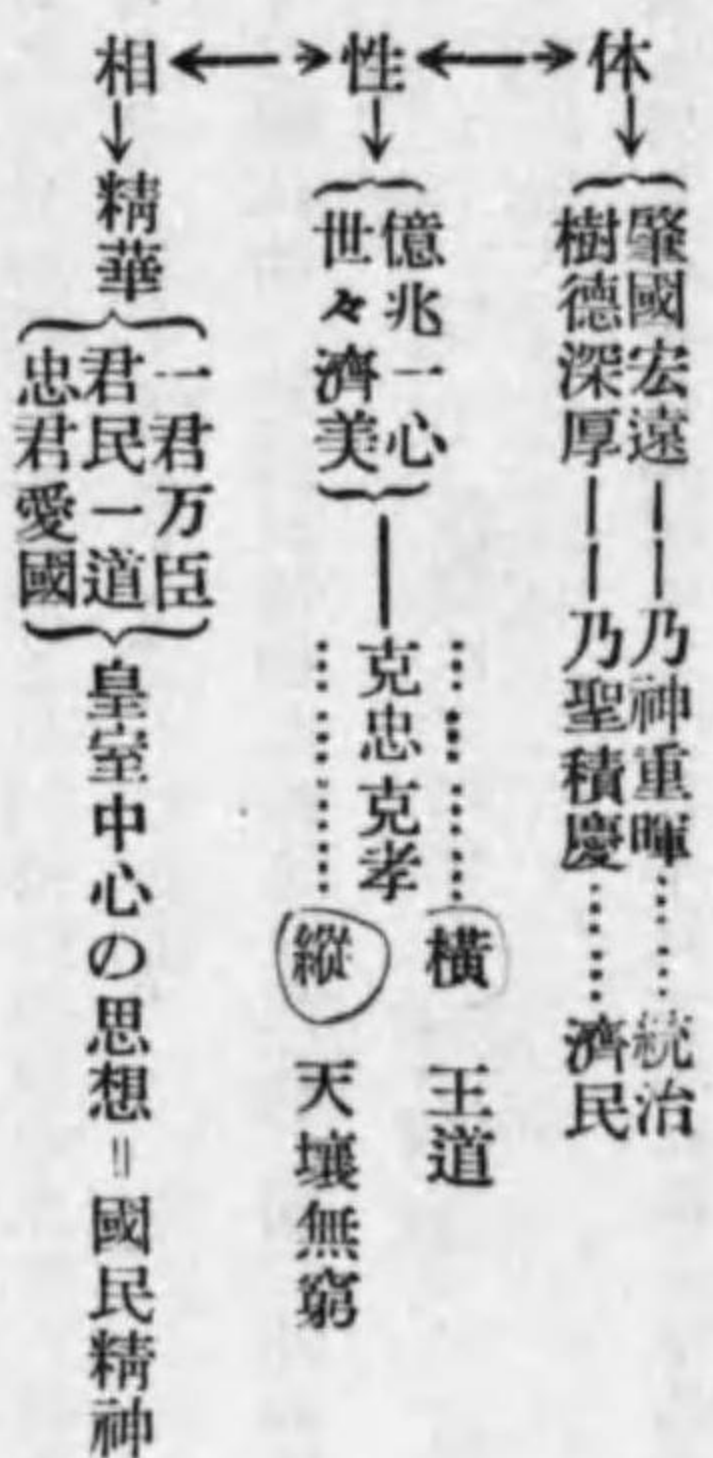 体
肇國宏遠――乃神重暉……統治
樹德深厚――乃聖積慶……濟民
性
億兆一心
世々濟美
克忠克孝
横 王道
縱 天壤無窮
相
精華
一君万臣
君民一道
忠君愛國
皇室中心の思想＝國民精神